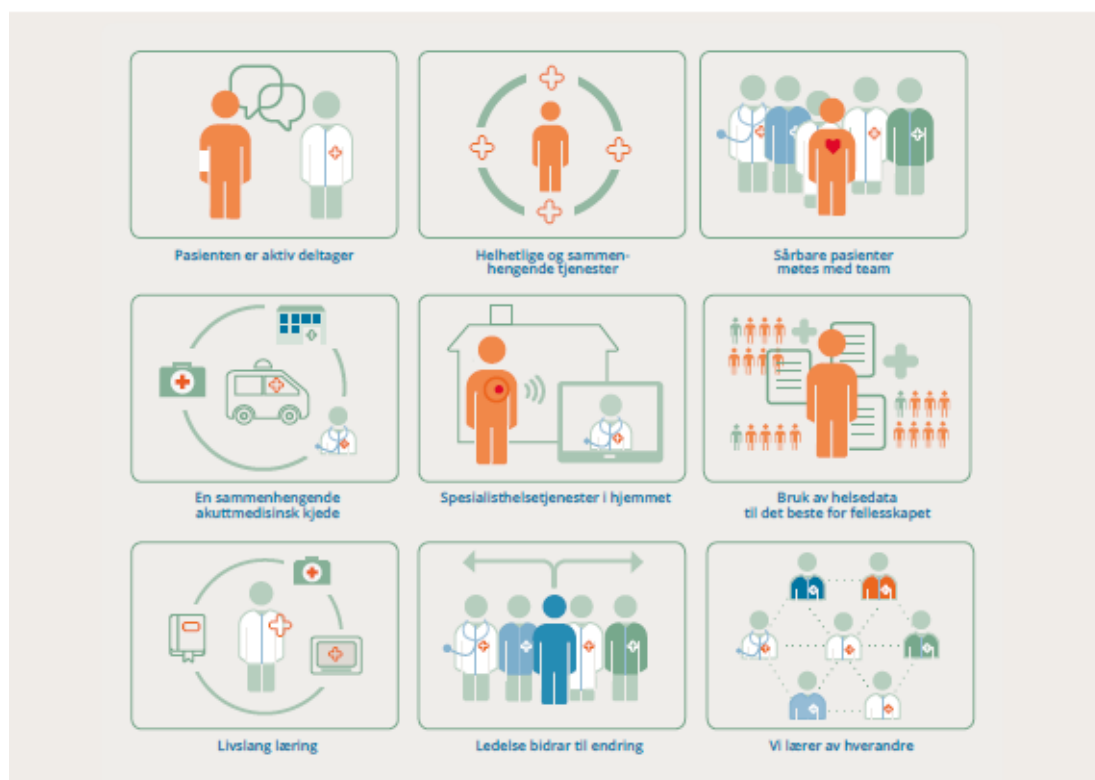 Pasienten er aktiv deltager
Helhetlige og sammen-
hengende tjenester
Sårbare pasienter
møtes med team
En sammenhengende
akuttmedisinsk kjede
Spesialisthelsetjenester i hjemmet
Bruk av helsedata
til det beste for fellesskapet
Livslang læring
Ledelse bidrar til endring
Vi lærer av hverandre